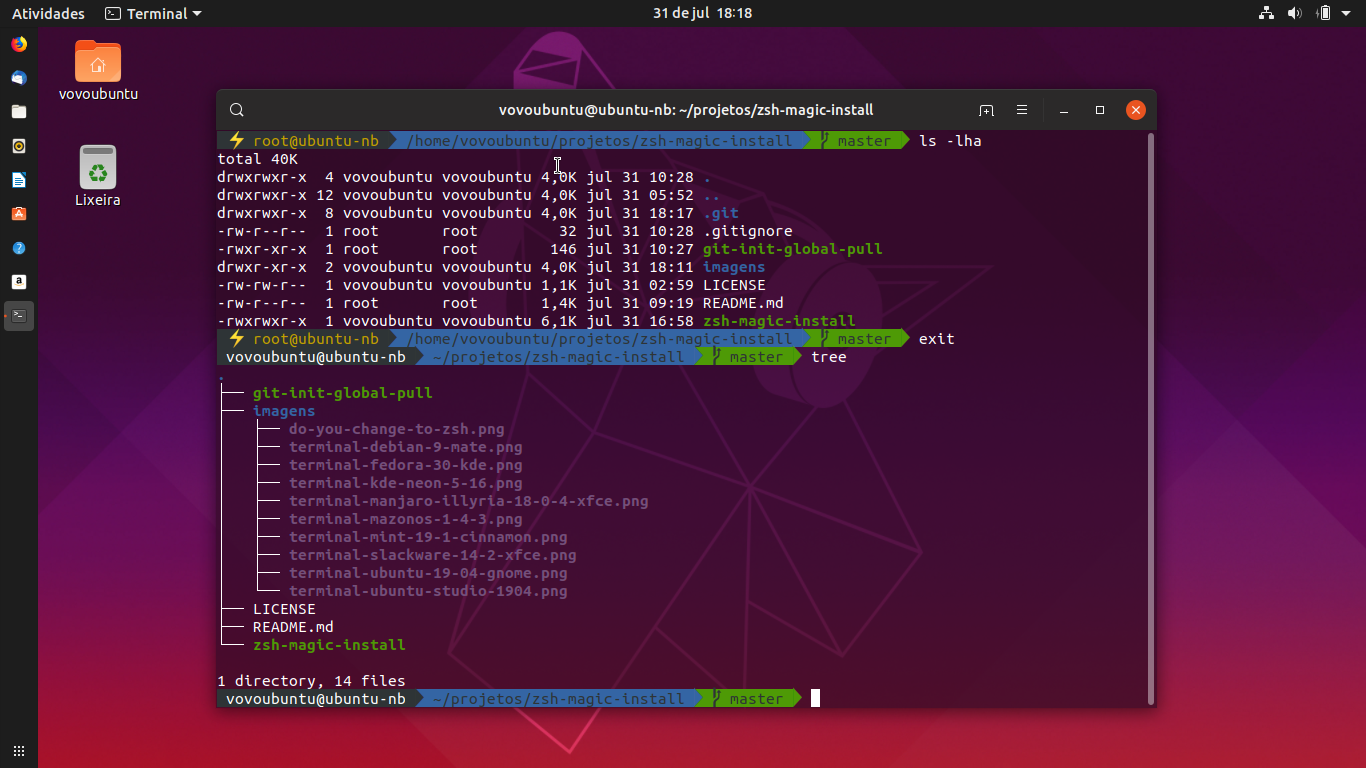 Atividades Terminal 31 de jul 18:18
vovoubuntu
Lixeira
vovoubuntu@ubuntu-nb: ~/projetos/zsh-magic-install
root@ubuntu-nb /home/vovoubuntu/projetos/zsh-magic-install master ls -lha
total 40K
drwxrwxr-x 4 vovoubuntu vovoubuntu 4,0K jul 31 10:28 .
drwxrwxr-x 12 vovoubuntu vovoubuntu 4,0K jul 31 05:52 ..
drwxrwxr-x 8 vovoubuntu vovoubuntu 4,0K jul 31 18:17 .git
-rw-r--r-- 1 root root 32 jul 31 10:28 .gitignore
-rwxr-xr-x 1 root root 146 jul 31 10:27 git-init-global-pull
drwxr-xr-x 2 vovoubuntu vovoubuntu 4,0K jul 31 18:11 imagens
-rw-rw-r-- 1 vovoubuntu vovoubuntu 1,1K jul 31 02:59 LICENSE
-rw-r--r-- 1 root root 1,4K jul 31 09:19 README.md
-rwxrwxr-x 1 vovoubuntu vovoubuntu 6,1K jul 31 16:58 zsh-magic-install
root@ubuntu-nb /home/vovoubuntu/projetos/zsh-magic-install master exit
vovoubuntu@ubuntu-nb ~/projetos/zsh-magic-install master tree
.
├── git-init-global-pull
├── imagens
│   ├── do-you-change-to-zsh.png
│   ├── terminal-debian-9-mate.png
│   ├── terminal-fedora-30-kde.png
│   ├── terminal-kde-neon-5-16.png
│   ├── terminal-manjaro-illyria-18-0-4-xfce.png
│   ├── terminal-mazonos-1-4-3.png
│   ├── terminal-mint-19-1-cinnamon.png
│   ├── terminal-slackware-14-2-xfce.png
│   ├── terminal-ubuntu-19-04-gnome.png
│   └── terminal-ubuntu-studio-1904.png
├── LICENSE
├── README.md
└── zsh-magic-install
1 directory, 14 files
vovoubuntu@ubuntu-nb ~/projetos/zsh-magic-install master